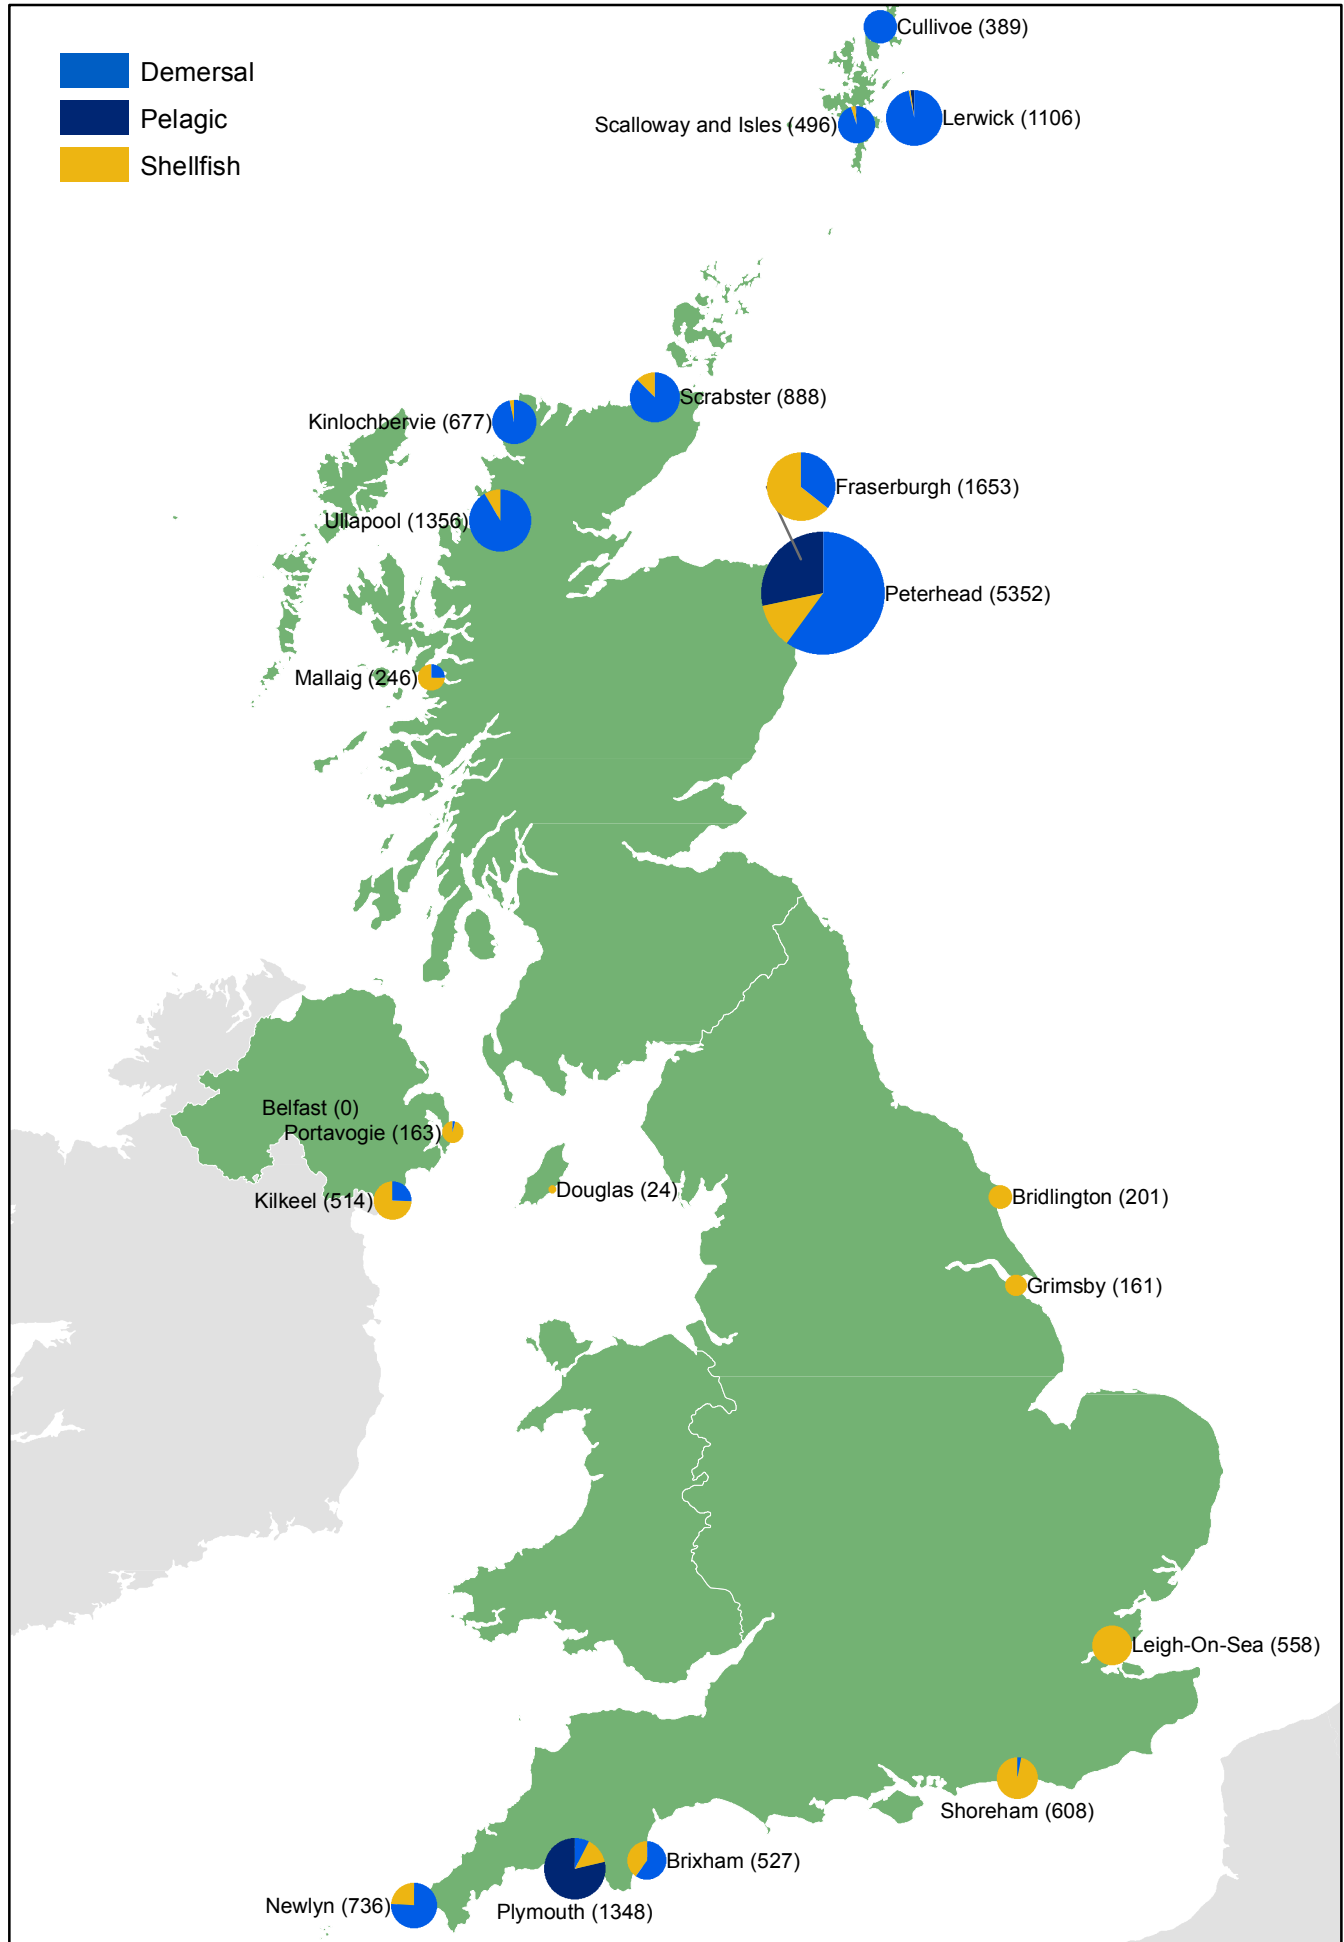 Cullivoe (389)
Demersal
Pelagic
Shellfish
Scalloway and Isles (496)
Lerwick (1106)
Scrabster (888)
Kinlochbervie (677)
Fraserburgh (1653)
Ullapool (1356)
Peterhead (5352)
Mallaig (246)
Belfast (0)
Portavogie (163)
Douglas (24)
Kilkeel (514)
Bridlington (201)
Grimsby (161)
Leigh-On-Sea (558)
Shoreham (608)
Brixham (527)
Newlyn (736)
Plymouth (1348)